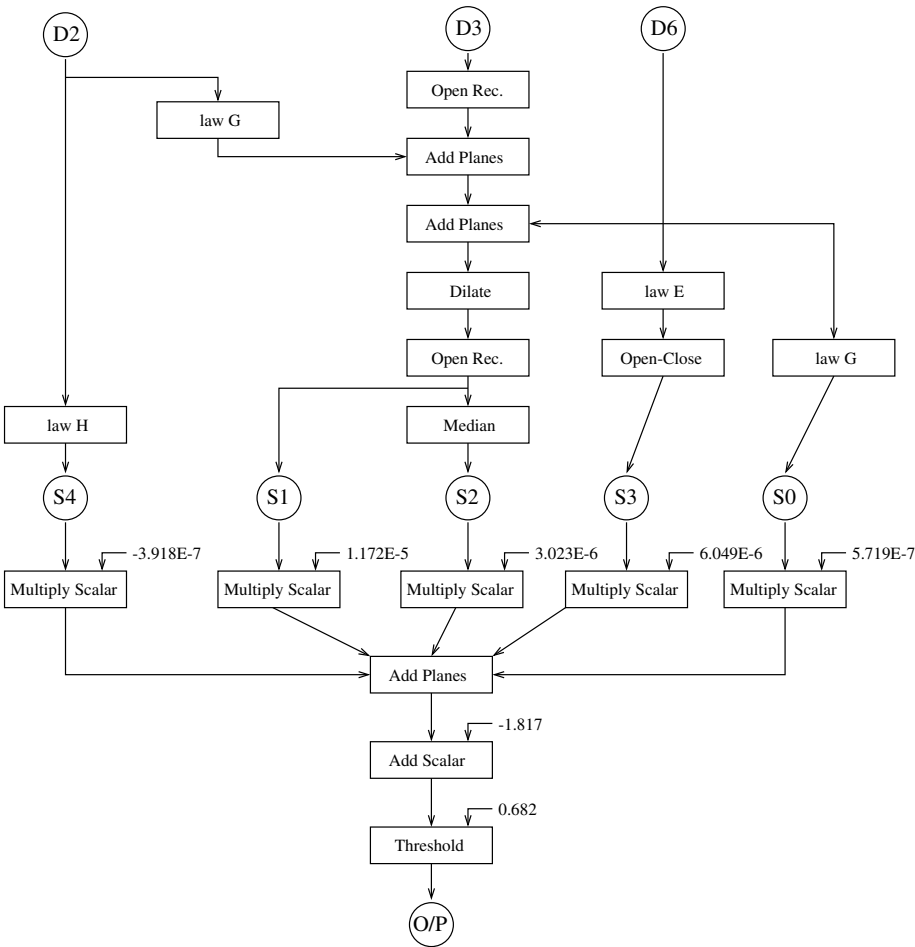 D2
D3
D6
Open Rec.
law G
Add Planes
Add Planes
Dilate
law E
Open Rec.
Open-Close
law G
law H
Median
S4
S1
S2
S3
S0
-3.918E-7
1.172E-5
3.023E-6
6.049E-6
5.719E-7
Multiply Scalar
Multiply Scalar
Multiply Scalar
Multiply Scalar
Multiply Scalar
Add Planes
-1.817
Add Scalar
0.682
Threshold
O/P